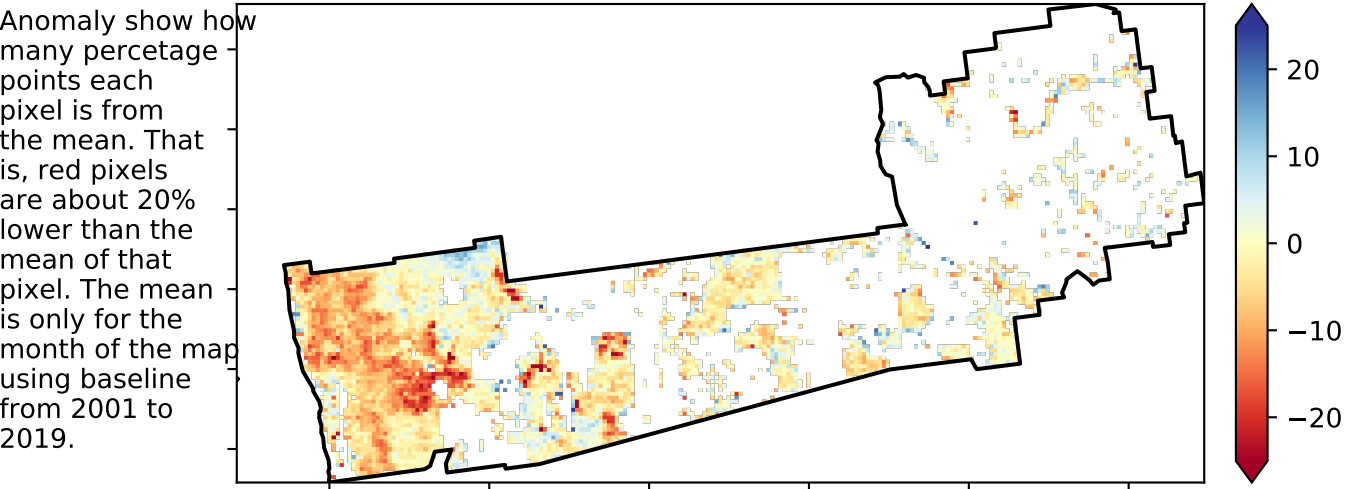 Anomaly show how
many percetage
points each
pixel is from
the mean. That
is, red pixels
are about 20%
lower than the
mean of that
pixel. The mean
is only for the
month of the map
using baseline
from 2001 to
2019.
20
10
0
−10
−20